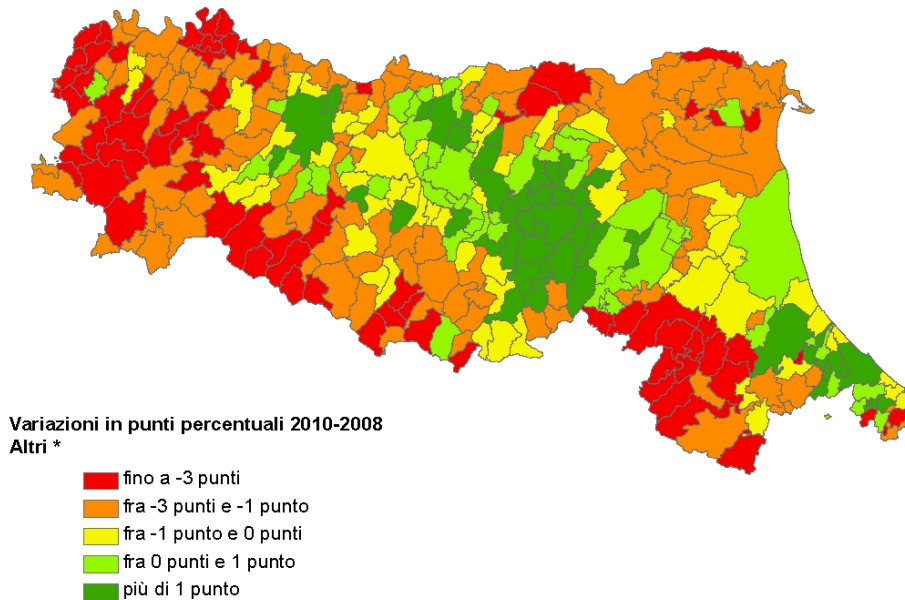 Variazioni in punti percentuali 2010-2008
Altri *
fino a -3 punti
fra -3 punti e -1 punto
fra -1 punto e 0 punti
fra 0 punti e 1 punto
più di 1 punto